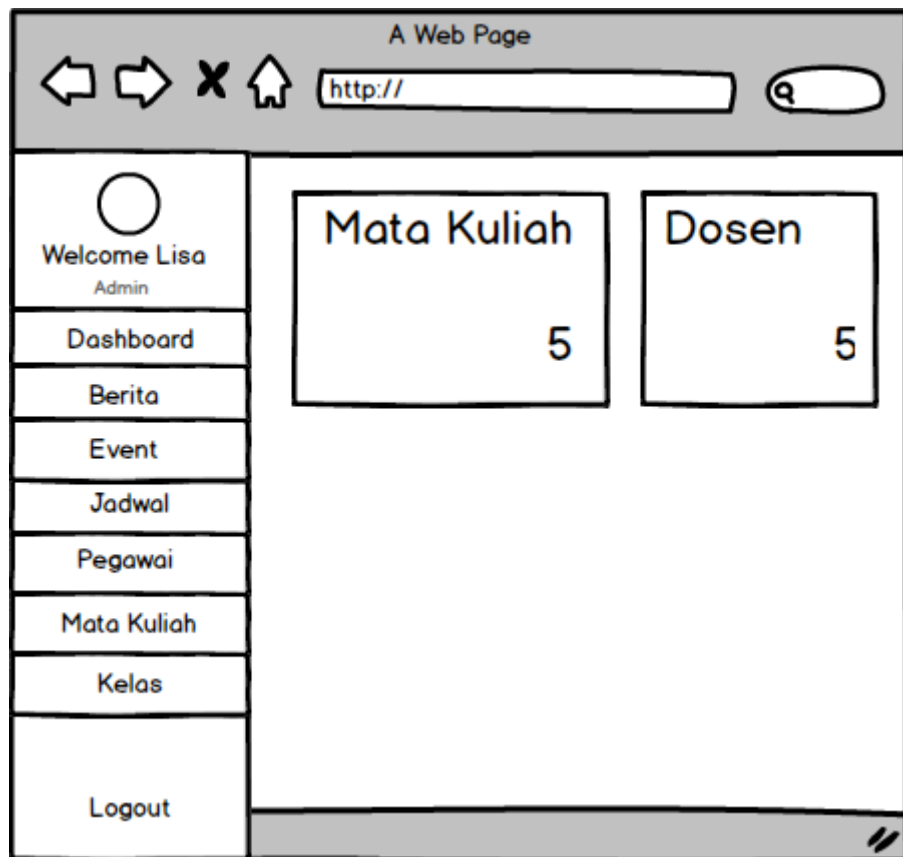 A Web Page
http://
Welcome Lisa
Admin
Dashboard
Berita
Event
Jadwal
Pegawai
Mata Kuliah
Kelas
Logout
Mata Kuliah
5
Dosen
5